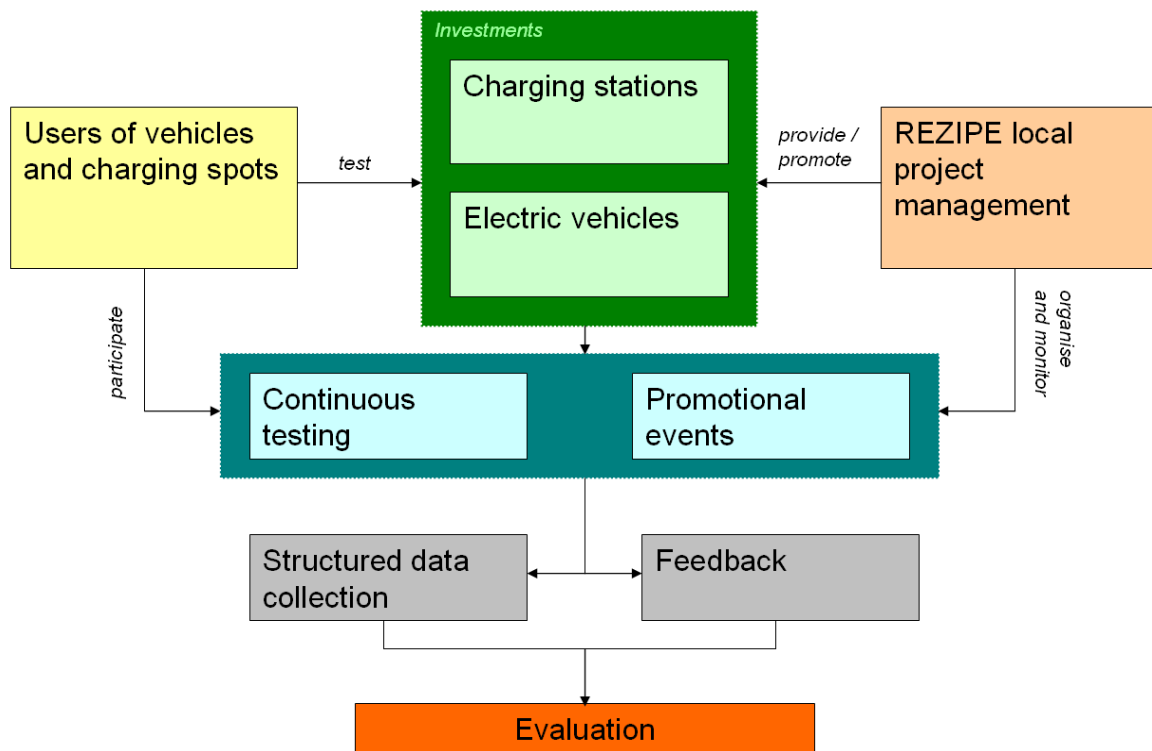 Investments
Charging stations
Users of vehicles
and charging spots
test
provide /
promote
REZIPE local
project
management
Electric vehicles
participate
organise
and monitor
Continuous
testing
Promotional
events
Structured data
collection
Feedback
Evaluation